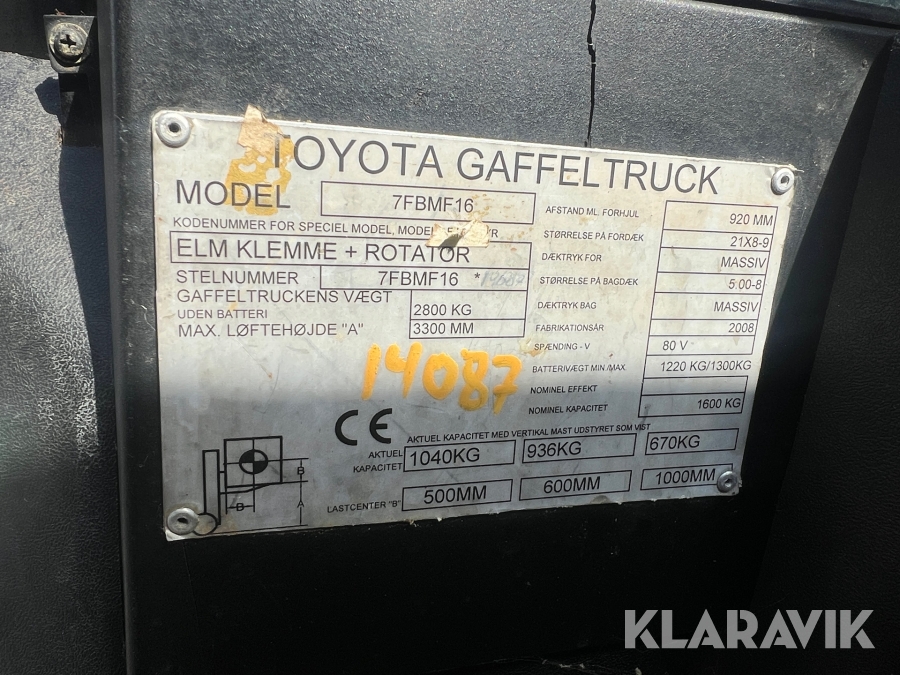 TOYOTA GAFFELTRUCK
MODEL 7FBMF16
KODENUMMER FOR SPECIEL MODEL, MODEL
ELM KLEMME + ROTATOR
STELNUMMER 7FBMF16 *
GAFFELTRUCKENS VÆGT
UDEN BATTERI 2800 KG
MAX. LØFTEHØJDE "A" 3300 MM
AFSTAND ML. FORHJUL 920 MM
STØRRELSE PÅ FORDÆK 21X8-9
DÆKTRYK FOR MASSIV
STØRRELSE PÅ BAGDÆK 5:00-8
DÆKTRYK BAG MASSIV
FABRIKATIONSÅR 2008
SPÆNDING - V 80 V
BATTERIVÆGT MIN./MAX. 1220 KG/1300KG
NOMINEL EFFEKT
NOMINEL KAPACITET 1600 KG
14087
CE
AKTUEL KAPACITET MED VERTIKAL MAST UDSTYRET SOM VIST
AKTUEL
KAPACITET 1040KG 936KG 670KG
LASTCENTER "B" 500MM 600MM 1000MM
B
A
D
KLARAVIK